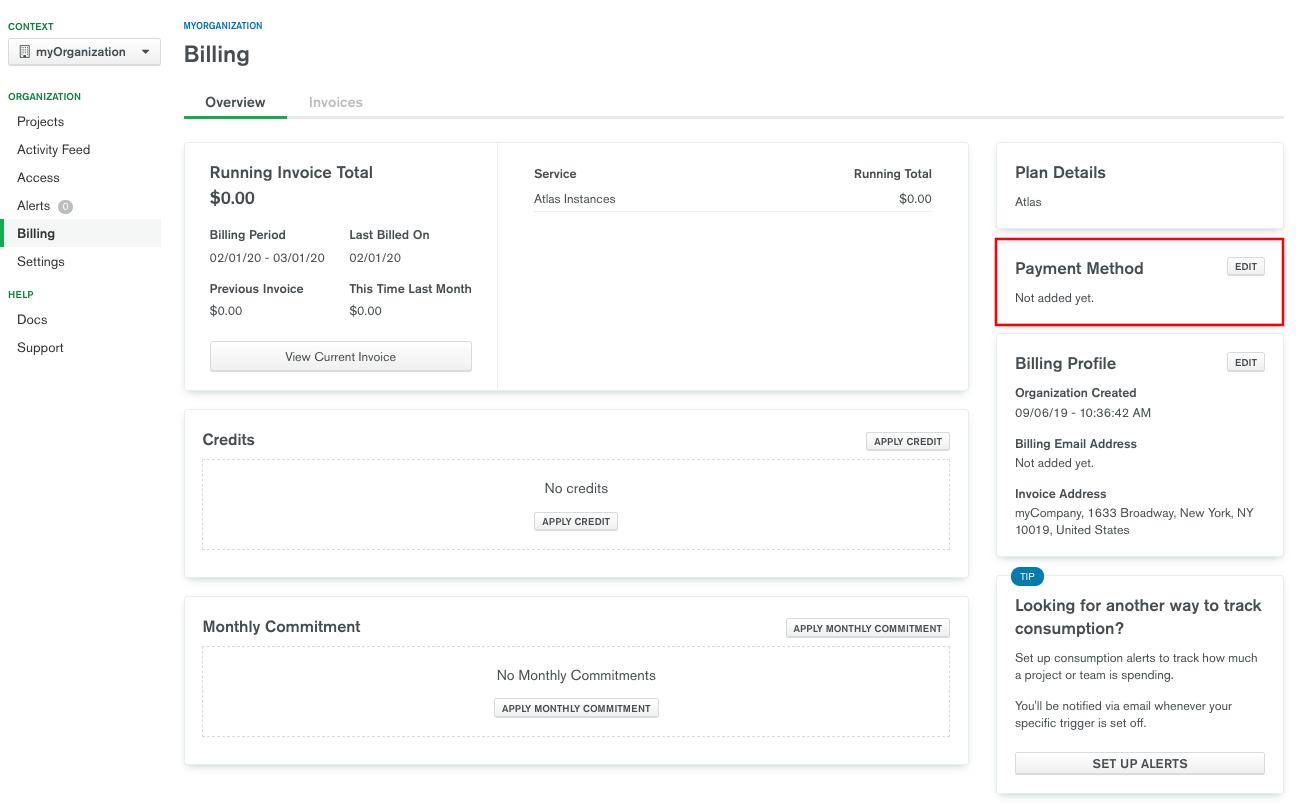 CONTEXT
myOrganization
ORGANIZATION
Projects
Activity Feed
Access
Alerts 0
Billing
Settings
HELP
Docs
Support
MYORGANIZATION
Billing
Overview Invoices
Running Invoice Total
$0.00
Billing Period Last Billed On
02/01/20 - 03/01/20 02/01/20
Previous Invoice This Time Last Month
$0.00 $0.00
View Current Invoice
Service Running Total
Atlas Instances $0.00
Credits APPLY CREDIT
No credits
APPLY CREDIT
Monthly Commitment APPLY MONTHLY COMMITMENT
No Monthly Commitments
APPLY MONTHLY COMMITMENT
Plan Details
Atlas
Payment Method EDIT
Not added yet.
Billing Profile EDIT
Organization Created
09/06/19 - 10:36:42 AM
Billing Email Address
Not added yet.
Invoice Address
myCompany, 1633 Broadway, New York, NY
10019, United States
TIP
Looking for another way to track
consumption?
Set up consumption alerts to track how much
a project or team is spending.
You'll be notified via email whenever your
specific trigger is set off.
SET UP ALERTS